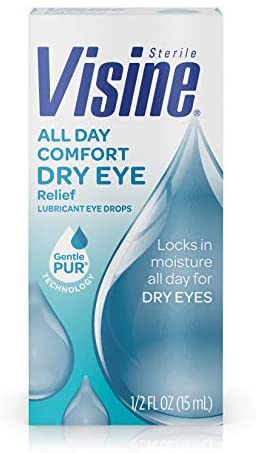 Sterile
Visine®
ALL DAY
COMFORT
DRY EYE
Relief
LUBRICANT EYE DROPS
Gentle
PUR®
TECHNOLOGY
Locks in
moisture
all day for
DRY EYES
1/2 FL OZ (15 mL)